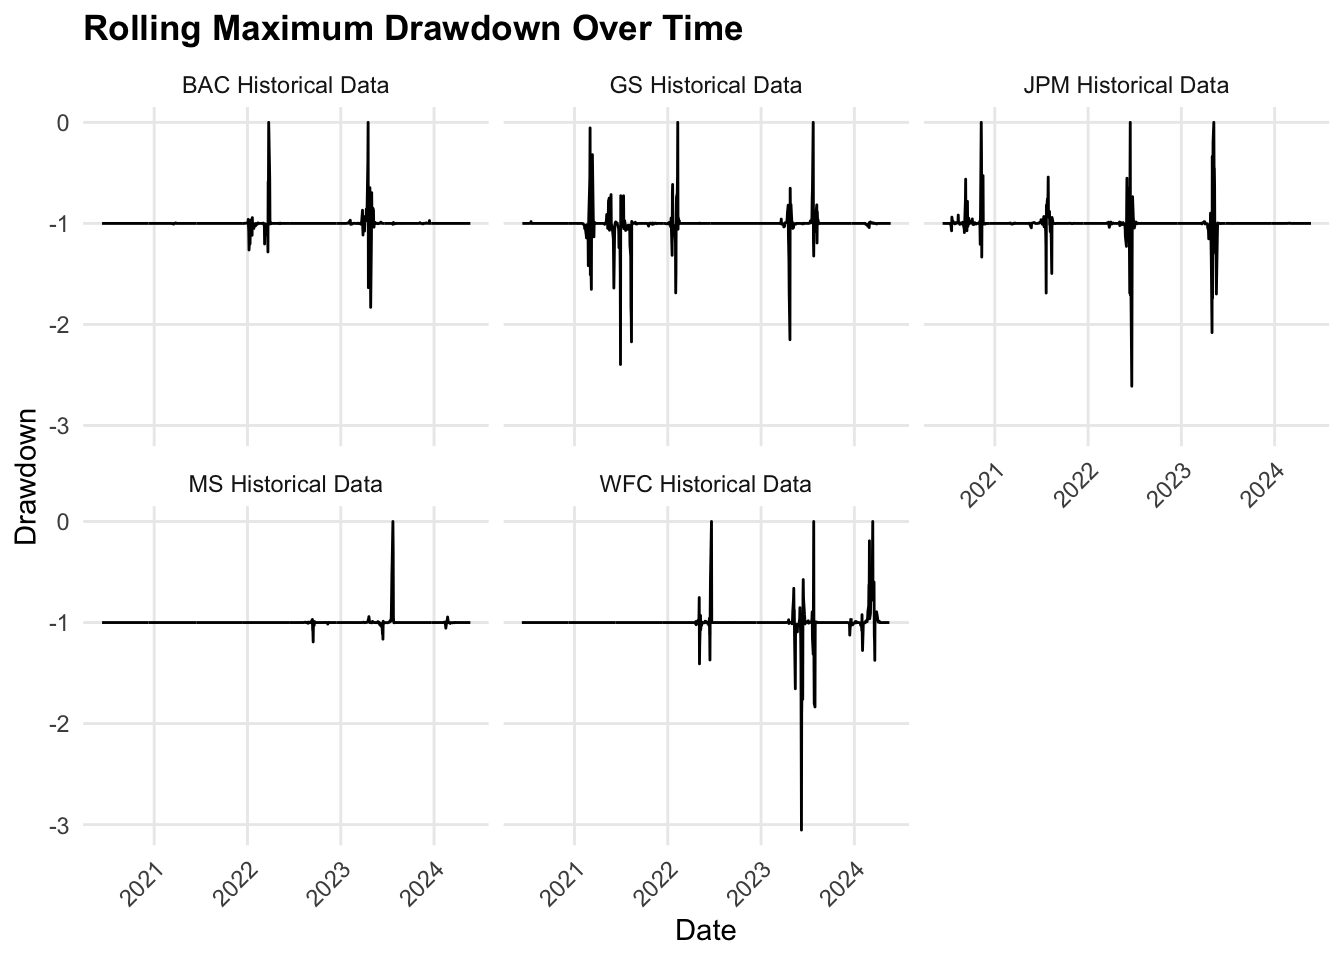 Rolling Maximum Drawdown Over Time
BAC Historical Data
GS Historical Data
JPM Historical Data
0
-1
-2
-3
2021
2022
2023
2024
MS Historical Data
WFC Historical Data
0
-1
-2
-3
2021
2022
2023
2024
2021
2022
2023
2024
Drawdown
Date